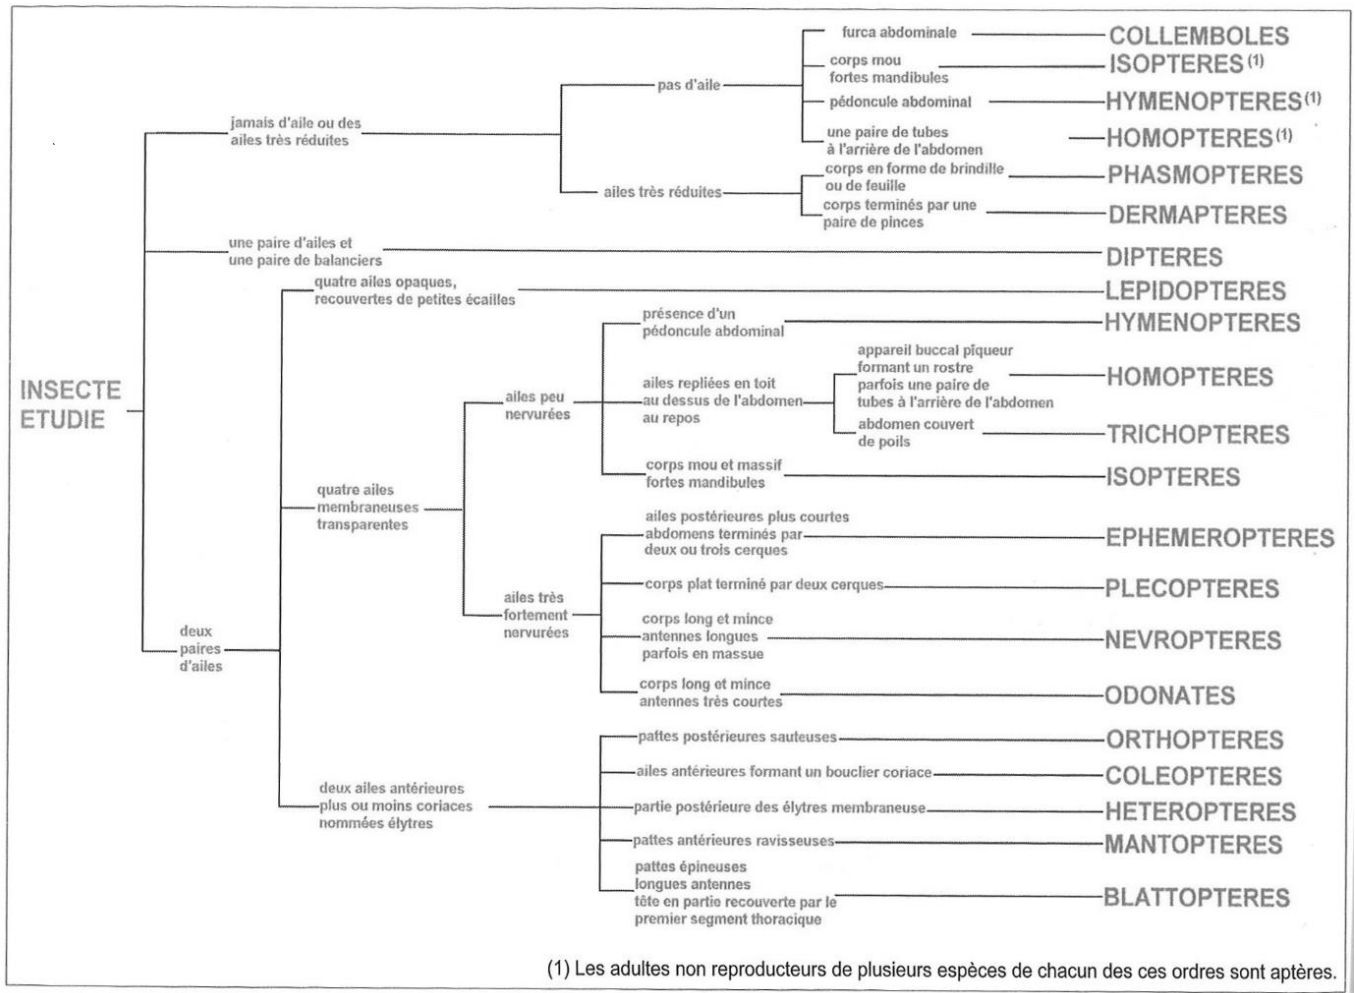 furca abdominale
COLLEMBOLES
corps mou
fortes mandibules
ISOPTERES (1)
pas d'aile
pédoncule abdominal
HYMENOPTERES (1)
jamais d'aile ou des
ailes très réduites
une paire de tubes
à l'arrière de l'abdomen
HOMOPTERES (1)
ailes très réduites
corps en forme de brindille
ou de feuille
PHASMOPTERES
corps terminés par une
paire de pinces
DERMAPTERES
une paire d'ailes et
une paire de balanciers
DIPTERES
quatre ailes opaques,
recouvertes de petites écailles
LEPIDOPTERES
présence d'un
pédoncule abdominal
HYMENOPTERES
INSECTE
ETUDIE
ailes peu
nervurées
ailes repliées en toit
au dessus de l'abdomen
au repos
appareil buccal piqueur
formant un rostre
parfois une paire de
tubes à l'arrière de l'abdomen
HOMOPTERES
abdomen couvert
de poils
TRICHOPTERES
corps mou et massif
fortes mandibules
ISOPTERES
quatre ailes
membraneuses
transparentes
ailes postérieures plus courtes
abdomens terminés par
deux ou trois cerques
EPHEMEROPTERES
ailes très
fortement
nervurées
corps plat terminé par deux cerques
PLECOPTERES
corps long et mince
antennes longues
parfois en massue
NEVROPTERES
corps long et mince
antennes très courtes
ODONATES
deux
paires
d'ailes
deux ailes antérieures
plus ou moins coriaces
nommées élytres
pattes postérieures sauteuses
ORTHOPTERES
ailes antérieures formant un bouclier coriace
COLEOPTERES
partie postérieure des élytres membraneuse
HETEROPTERES
pattes antérieures ravisseuses
MANTOPTERES
pattes épineuses
longues antennes
tête en partie recouverte par le
premier segment thoracique
BLATTOPTERES
(1) Les adultes non reproducteurs de plusieurs espèces de chacun des ces ordres sont aptères.